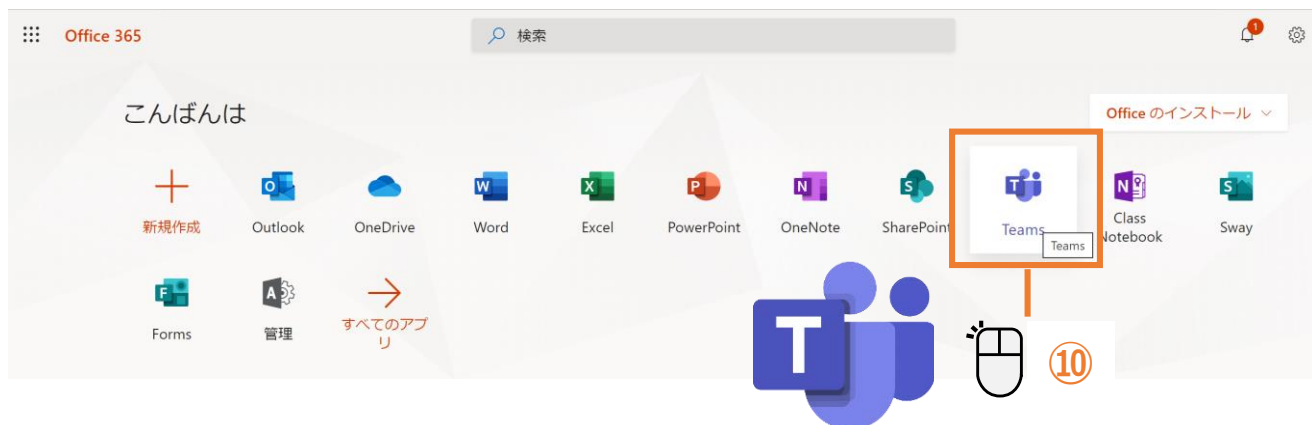 Office 365
検索
1
こんばんは
Office のインストール
新規作成
Outlook
OneDrive
Word
Excel
PowerPoint
OneNote
SharePoint
Teams
Teams
Class
Notebook
Sway
Forms
管理
すべてのアプ
リ
⑩